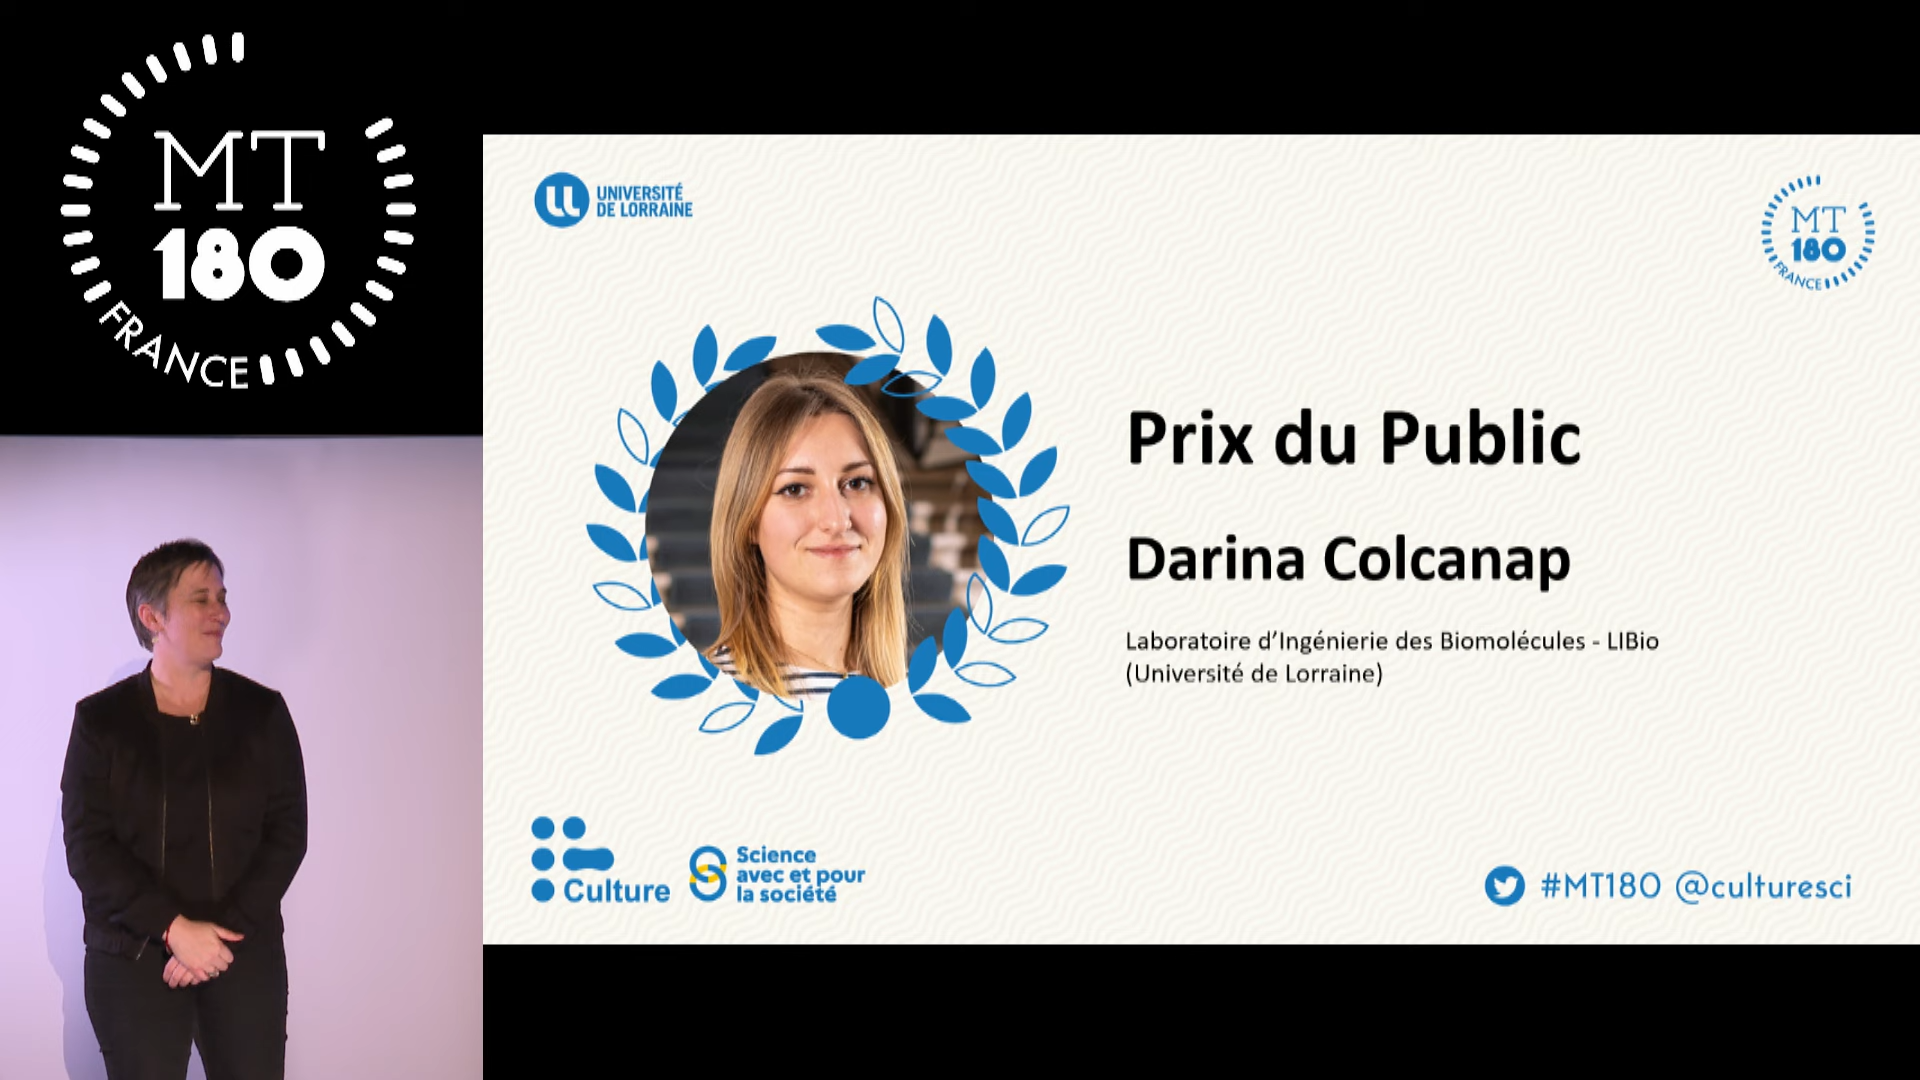 MT
180
FRANCE
UNIVERSITÉ
DE LORRAINE
MT
180
FRANCE
Prix du Public
Darina Colcanap
Laboratoire d'Ingénierie des Biomolécules - LIBio
(Université de Lorraine)
Culture
Science
avec et pour
la société
#MT180 @culturesci